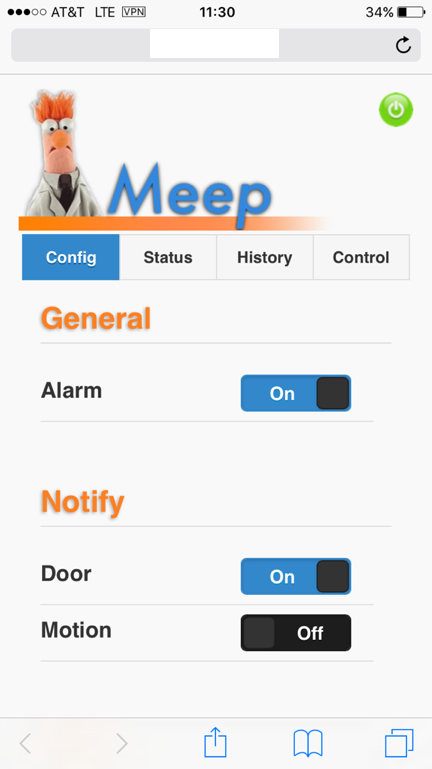 AT&T LTE VPN 11:30 34%
Meep
Config Status History Control
General
Alarm On
Notify
Door On
Motion Off